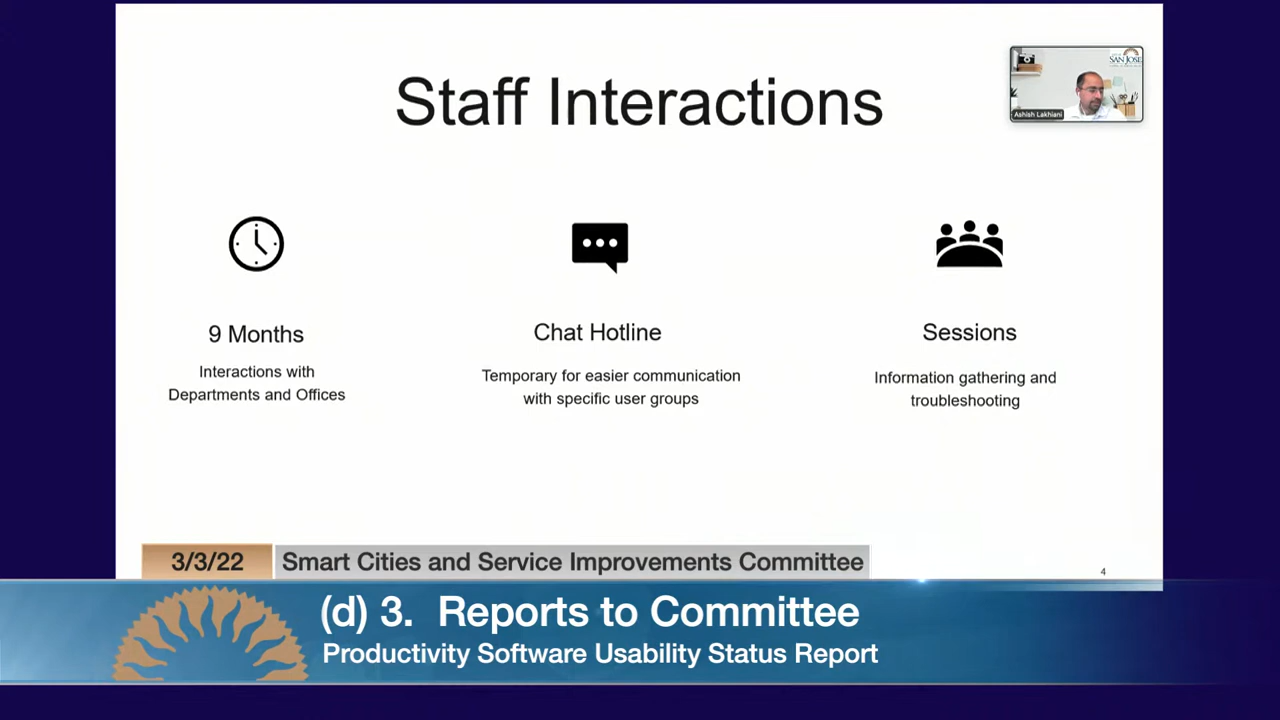 Staff Interactions
SAN JOSE
Ashish Lakhiani
9 Months
Interactions with
Departments and Offices
Chat Hotline
Temporary for easier communication
with specific user groups
Sessions
Information gathering and
troubleshooting
3/3/22
Smart Cities and Service Improvements Committee
4
(d) 3. Reports to Committee
Productivity Software Usability Status Report